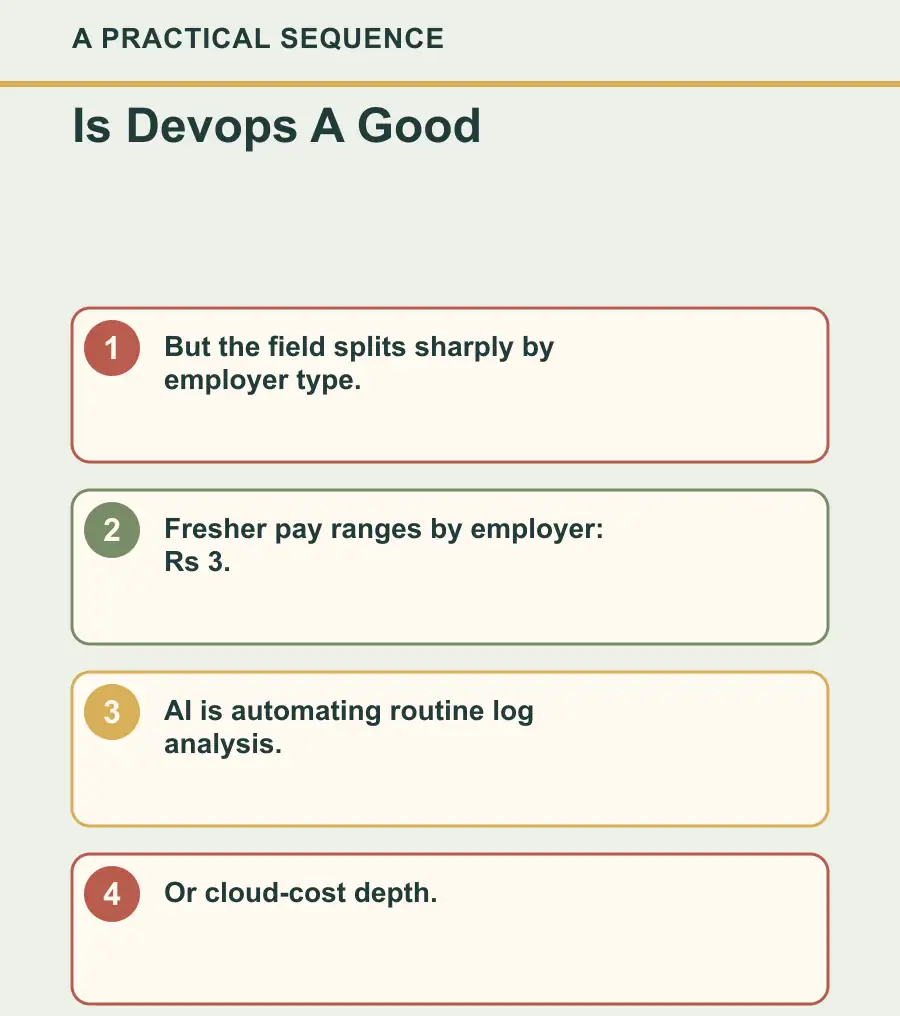 A PRACTICAL SEQUENCE
Is Devops A Good
1
But the field splits sharply by
employer type.
2
Fresher pay ranges by employer:
Rs 3.
3
AI is automating routine log
analysis.
4
Or cloud-cost depth.